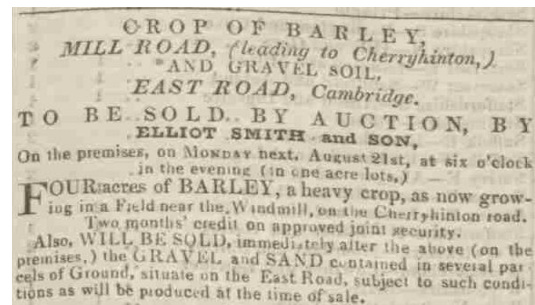 CROP OF BARLEY,
MILL ROAD, (leading to Cherryhinton,)
AND GRAVEL SOIL,
EAST ROAD, Cambridge.
TO BE SOLD BY AUCTION, BY
ELLIOT SMITH and SON,
On the premises, on MONDAY next, August 21st, at six o'clock
in the evening (in one acre lots,)
FOUR acres of BARLEY, a heavy crop, as now grow-
ing in a Field near the Windmill, on the Cherryhinton road.
Two months' credit on approved joint security.
Also, WILL BE SOLD, immediately after the above (on the
premises,) the GRAVEL and SAND contained in several par
cels of Ground, situate on the East Road, subject to such condi-
tions as will be produced at the time of sale.